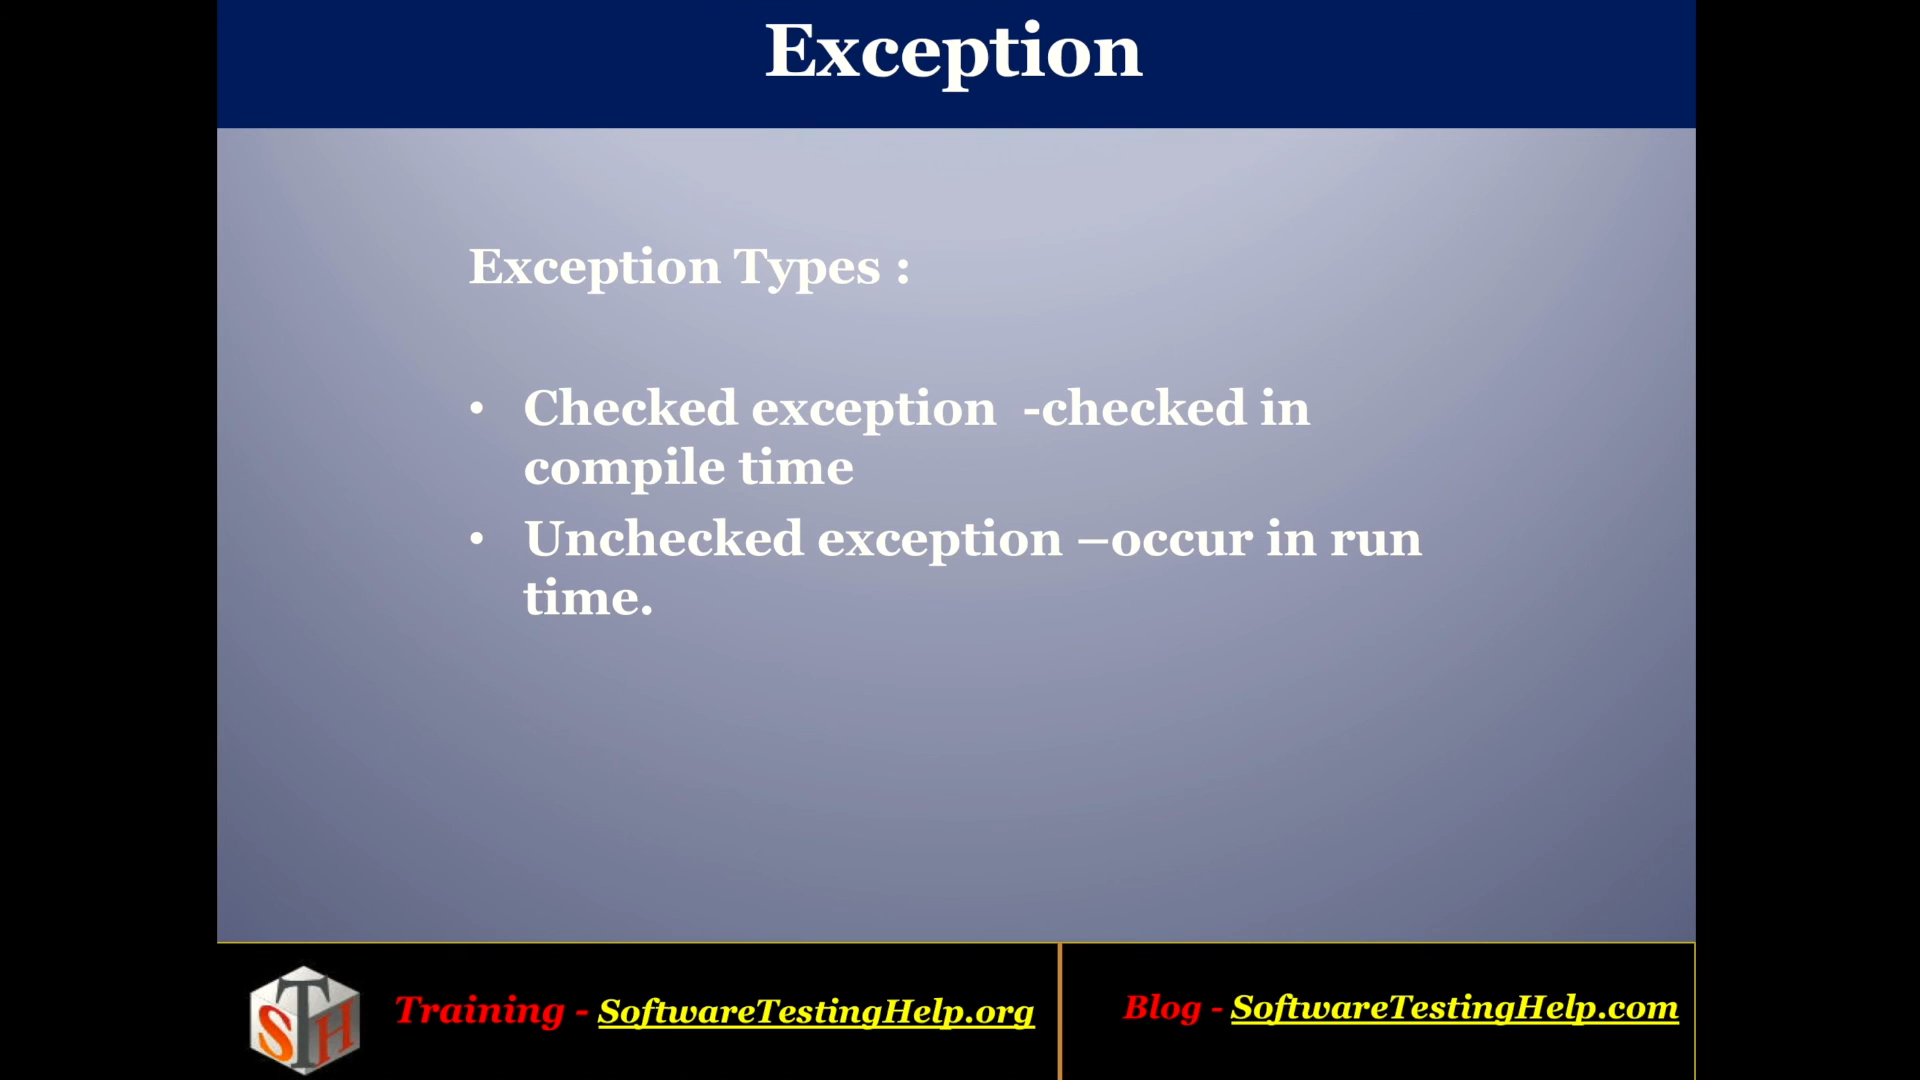 Exception
Exception Types :
• Checked exception  -checked in
compile time
• Unchecked exception –occur in run
time.
STH
Training - SoftwareTestingHelp.org
Blog - SoftwareTestingHelp.com